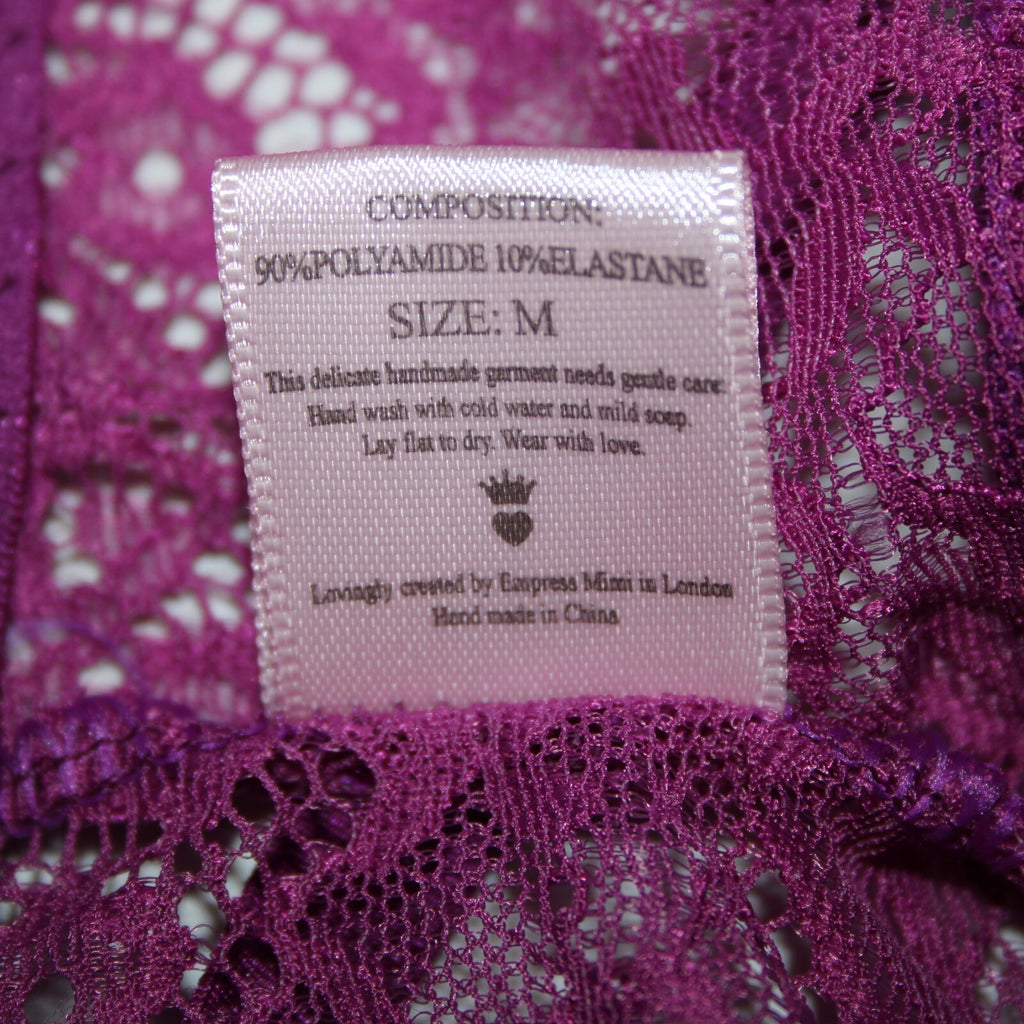 COMPOSITION:
90%POLYAMIDE 10%ELASTANE
SIZE: M
This delicate handmade garment needs gentle care:
Hand wash with cold water and mild soap.
Lay flat to dry. Wear with love.
Lovingly created by Empress Mimi in London
Hand made in China